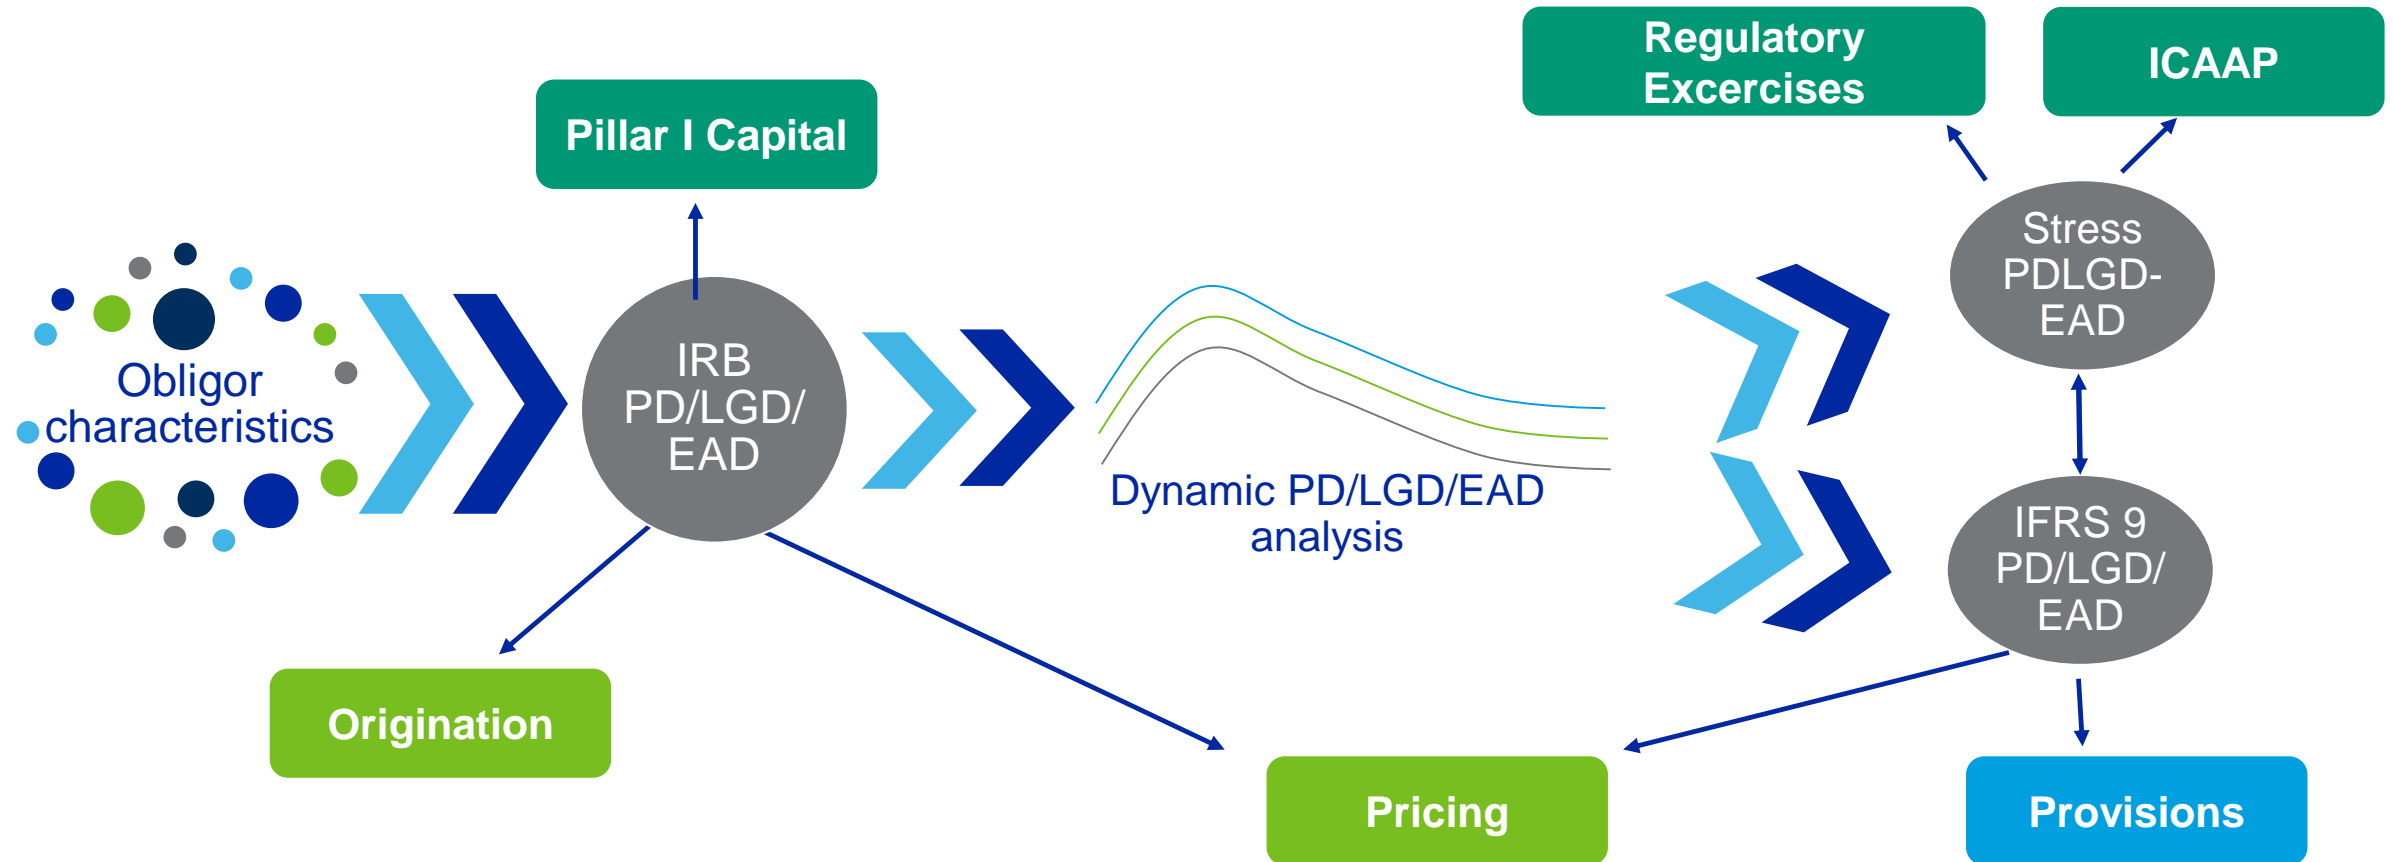 Regulatory
Excercises
ICAAP
Pillar I Capital
Stress
PDLGD-
EAD
Obligor
characteristics
IRB
PD/LGD/
EAD
Dynamic PD/LGD/EAD
analysis
IFRS 9
PD/LGD/
EAD
Origination
Pricing
Provisions